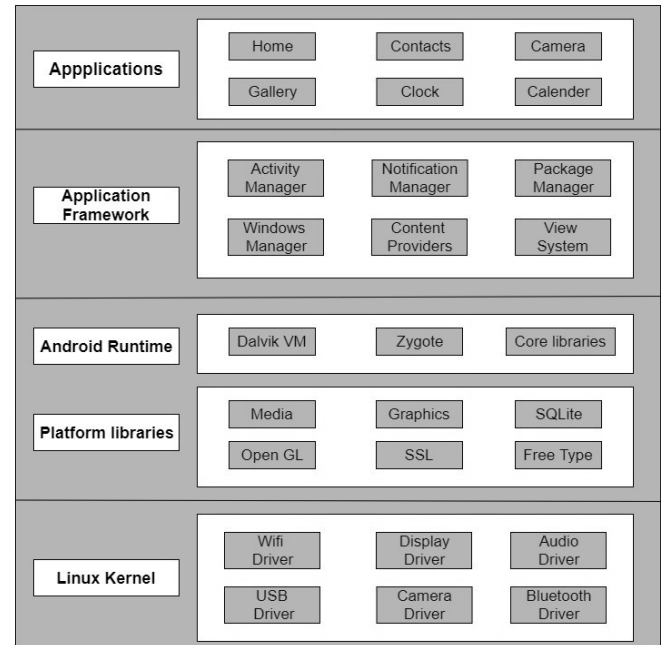 Appplications
Home
Contacts
Camera
Gallery
Clock
Calender
Application
Framework
Activity
Manager
Notification
Manager
Package
Manager
Windows
Manager
Content
Providers
View
System
Android Runtime
Dalvik VM
Zygote
Core libraries
Platform libraries
Media
Graphics
SQLite
Open GL
SSL
Free Type
Linux Kernel
Wifi
Driver
Display
Driver
Audio
Driver
USB
Driver
Camera
Driver
Bluetooth
Driver